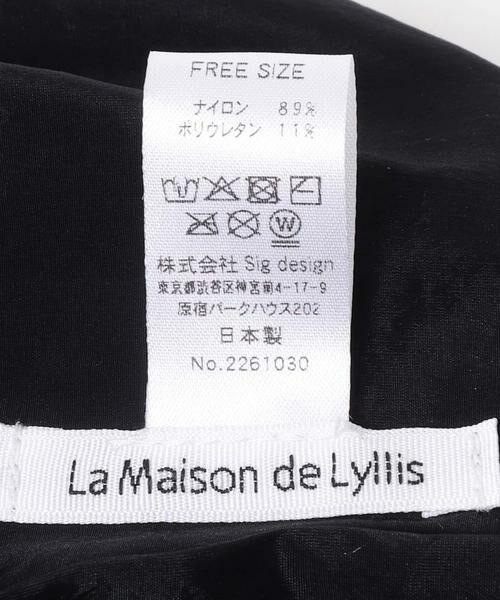 FREE SIZE
ナイロン 89%
ポリウレタン 11%
W
株式会社 Sig design
東京都渋谷区神宮前4-17-9
原宿パークハウス202
日本製
No.2261030
La Maison de Lyllis